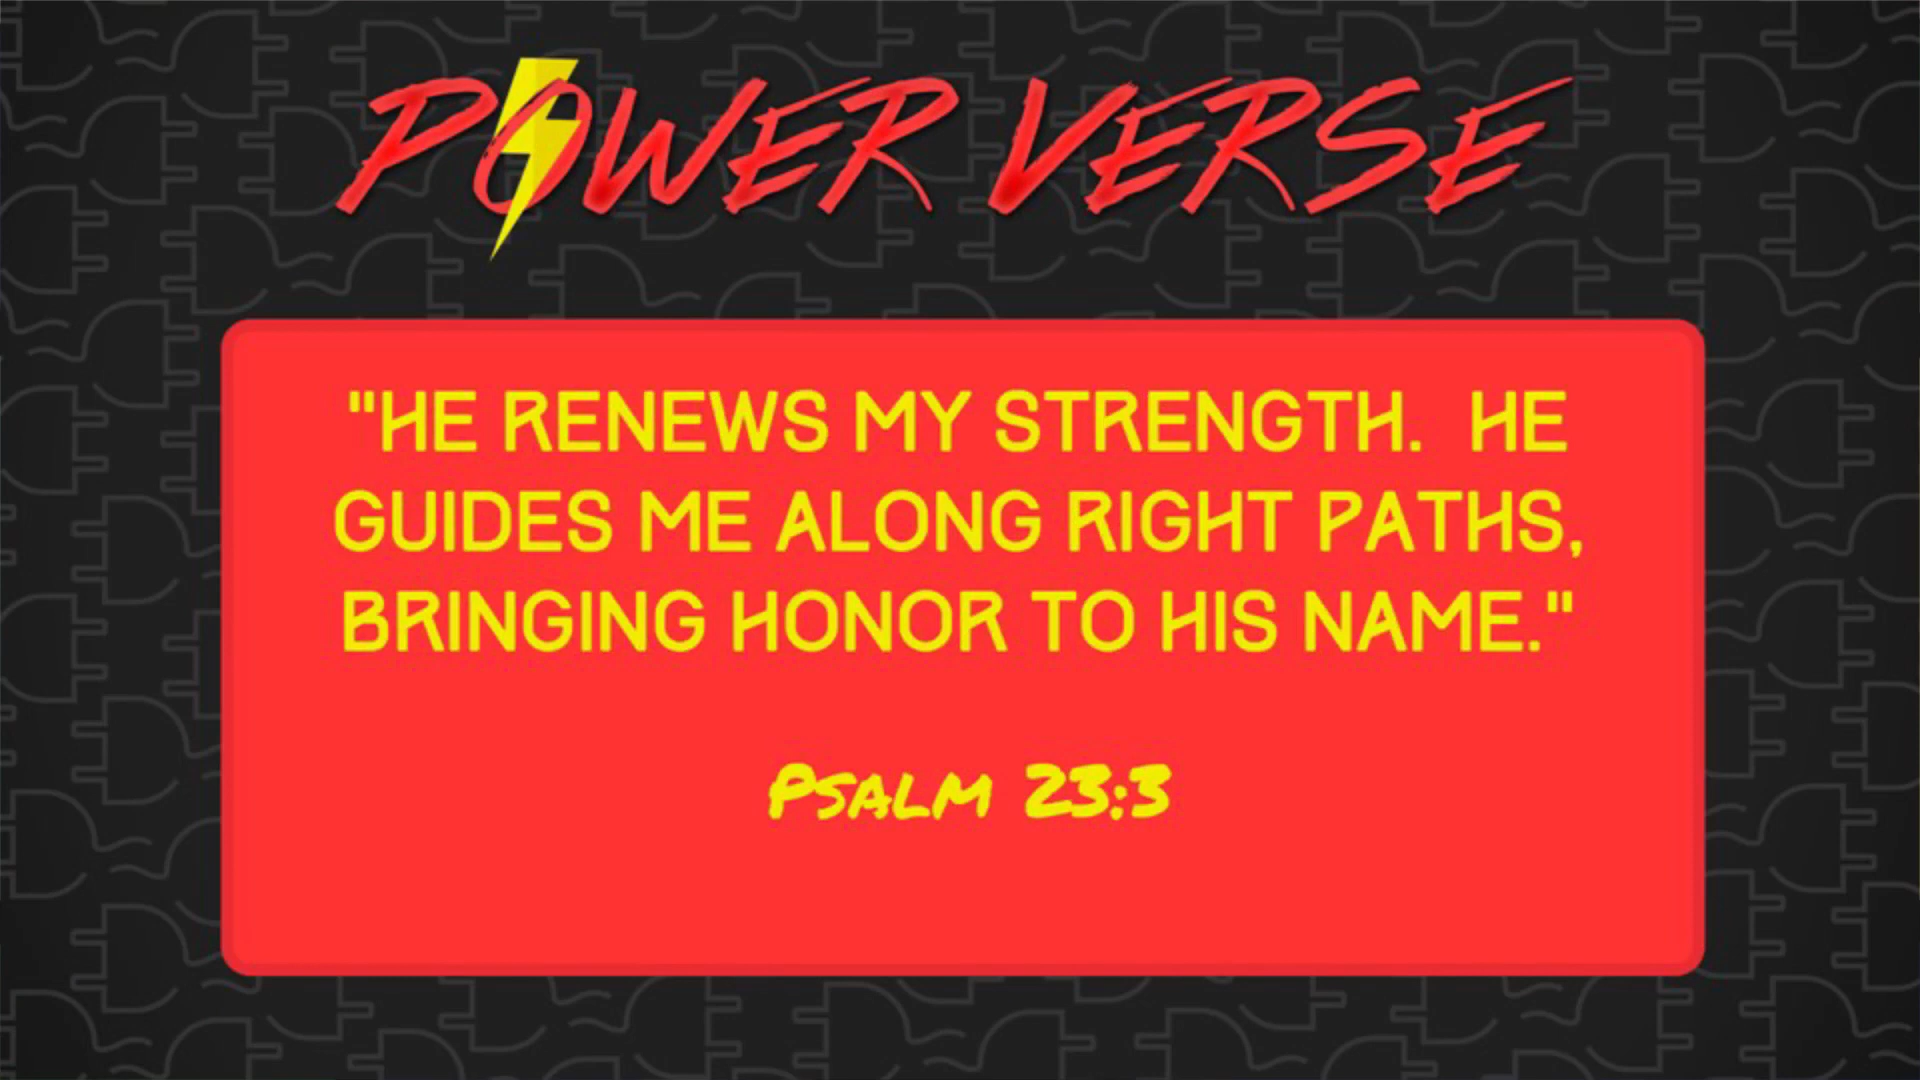 POWER VERSE
"HE RENEWS MY STRENGTH.  HE
GUIDES ME ALONG RIGHT PATHS,
BRINGING HONOR TO HIS NAME."
PSALM 23:3